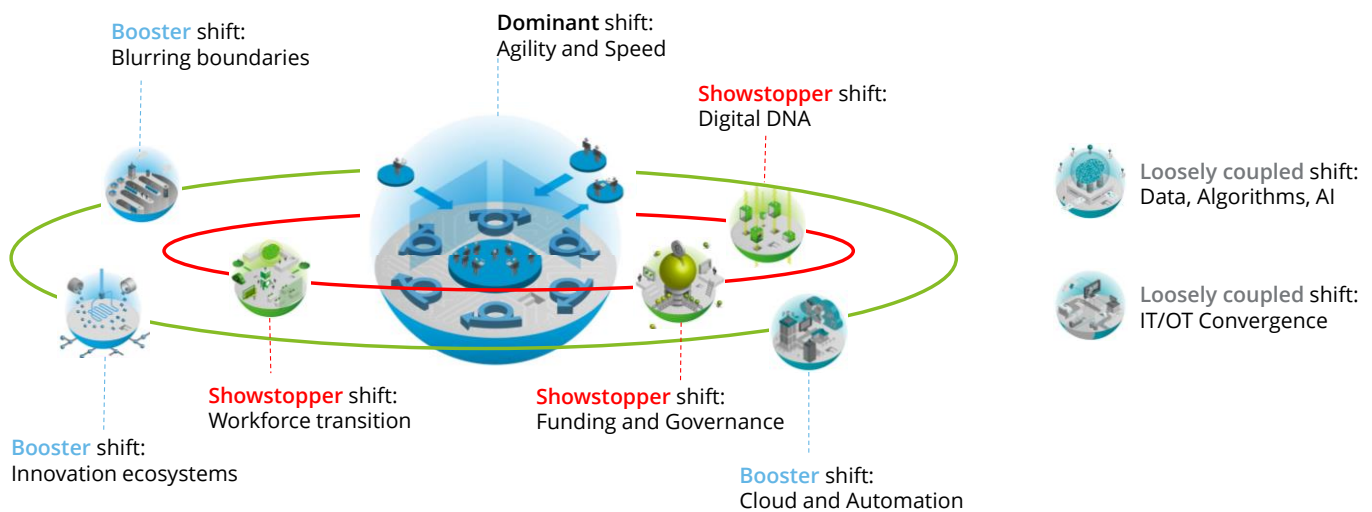 Booster shift:
Blurring boundaries
Dominant shift:
Agility and Speed
Showstopper shift:
Digital DNA
Loosely coupled shift:
Data, Algorithms, AI
Loosely coupled shift:
IT/OT Convergence
Showstopper shift:
Workforce transition
Showstopper shift:
Funding and Governance
Booster shift:
Innovation ecosystems
Booster shift:
Cloud and Automation